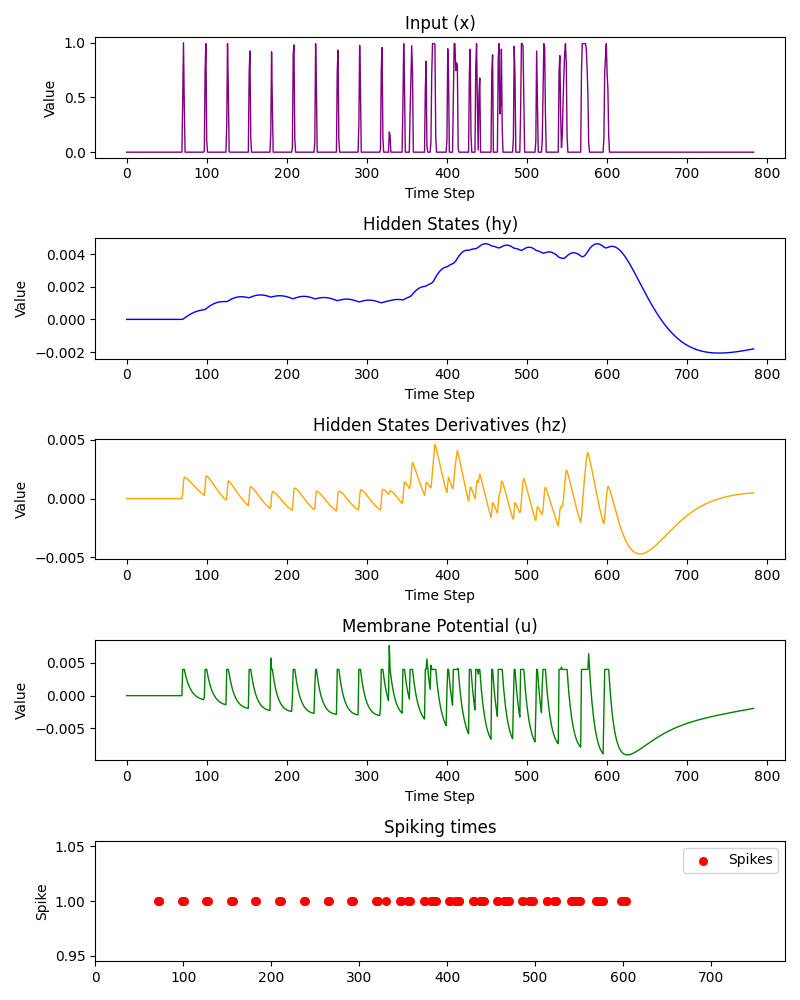 Input (x)
1.0
0.5
0.0
Value
0 100 200 300 400 500 600 700 800
Time Step
Hidden States (hy)
0.004
0.002
0.000
−0.002
Value
0 100 200 300 400 500 600 700 800
Time Step
Hidden States Derivatives (hz)
0.005
0.000
−0.005
Value
0 100 200 300 400 500 600 700 800
Time Step
Membrane Potential (u)
0.005
0.000
−0.005
Value
0 100 200 300 400 500 600 700 800
Time Step
Spiking times
1.05
1.00
0.95
Spike
Spikes
0 100 200 300 400 500 600 700